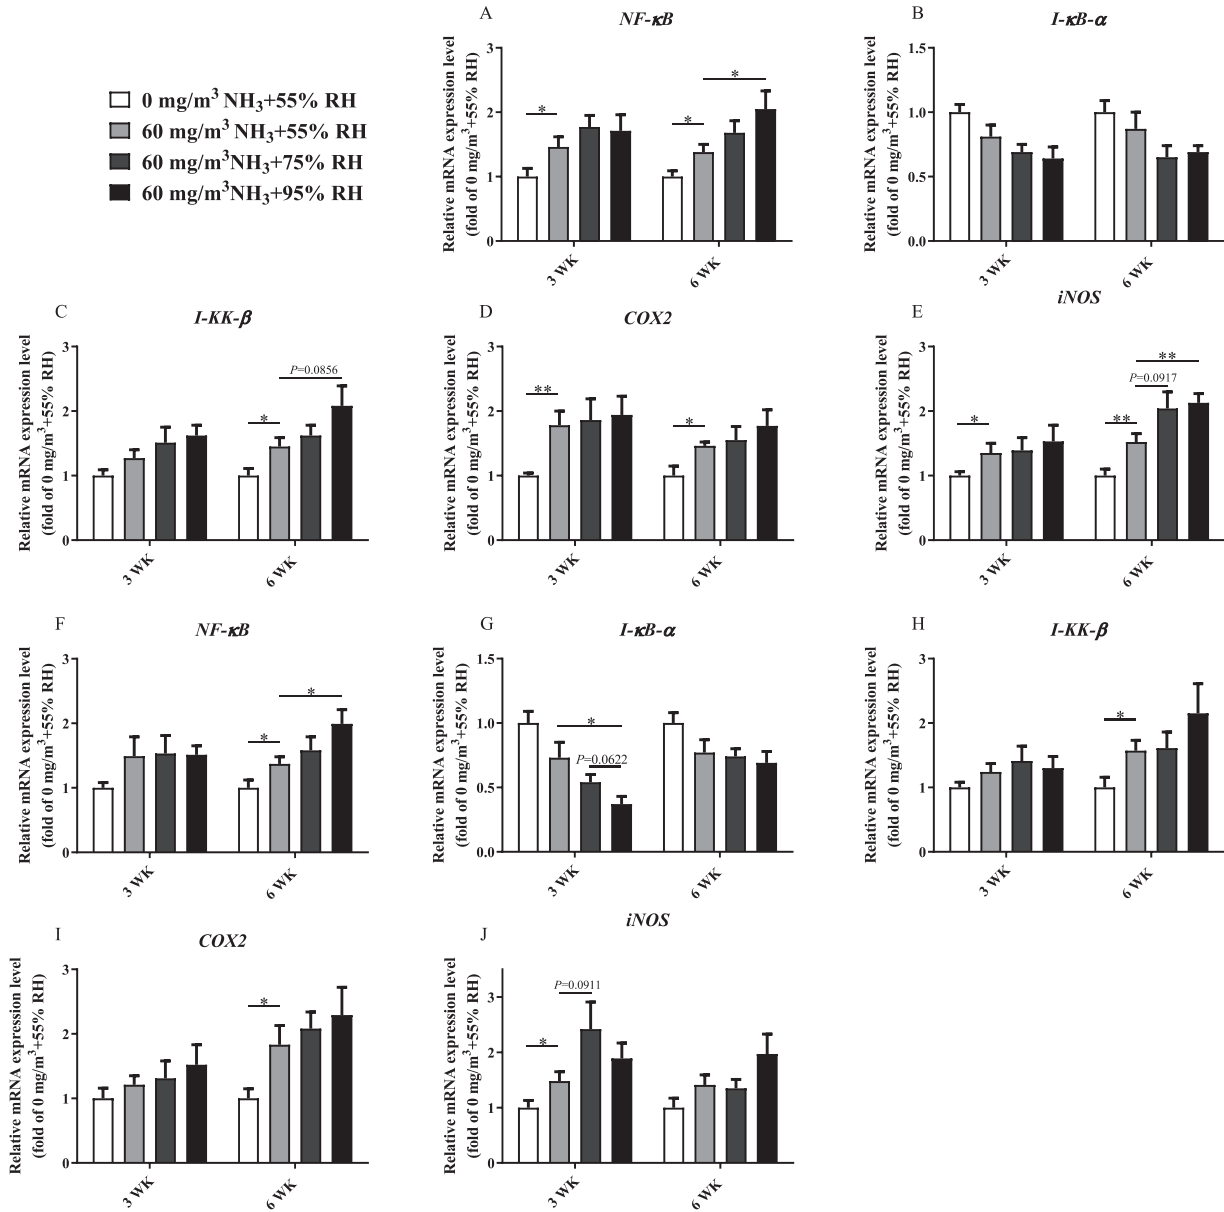 0 mg/m³ NH₃+55% RH
60 mg/m³ NH₃+55% RH
60 mg/m³NH₃+75% RH
60 mg/m³NH₃+95% RH
A
NF-κB
Relative mRNA expression level
(fold of 0 mg/m³+55% RH)
3
2
1
0
*
*
*
3 WK
6 WK
B
I-κB-α
Relative mRNA expression level
(fold of 0 mg/m³+55% RH)
1.5
1.0
0.5
0.0
3 WK
6 WK
C
I-KK-β
Relative mRNA expression level
(fold of 0 mg/m³+55% RH)
3
2
1
0
*
P=0.0856
3 WK
6 WK
D
COX2
Relative mRNA expression level
(fold of 0 mg/m³+55% RH)
3
2
1
0
**
*
3 WK
6 WK
E
iNOS
Relative mRNA expression level
(fold of 0 mg/m³+55% RH)
3
2
1
0
*
**
P=0.0917
**
3 WK
6 WK
F
NF-κB
Relative mRNA expression level
(fold of 0 mg/m³+55% RH)
3
2
1
0
*
*
3 WK
6 WK
G
I-κB-α
Relative mRNA expression level
(fold of 0 mg/m³+55% RH)
1.5
1.0
0.5
0.0
*
P=0.0622
3 WK
6 WK
H
I-KK-β
Relative mRNA expression level
(fold of 0 mg/m³+55% RH)
3
2
1
0
*
3 WK
6 WK
I
COX2
Relative mRNA expression level
(fold of 0 mg/m³+55% RH)
3
2
1
0
*
3 WK
6 WK
J
iNOS
Relative mRNA expression level
(fold of 0 mg/m³+55% RH)
3
2
1
0
*
P=0.0911
3 WK
6 WK